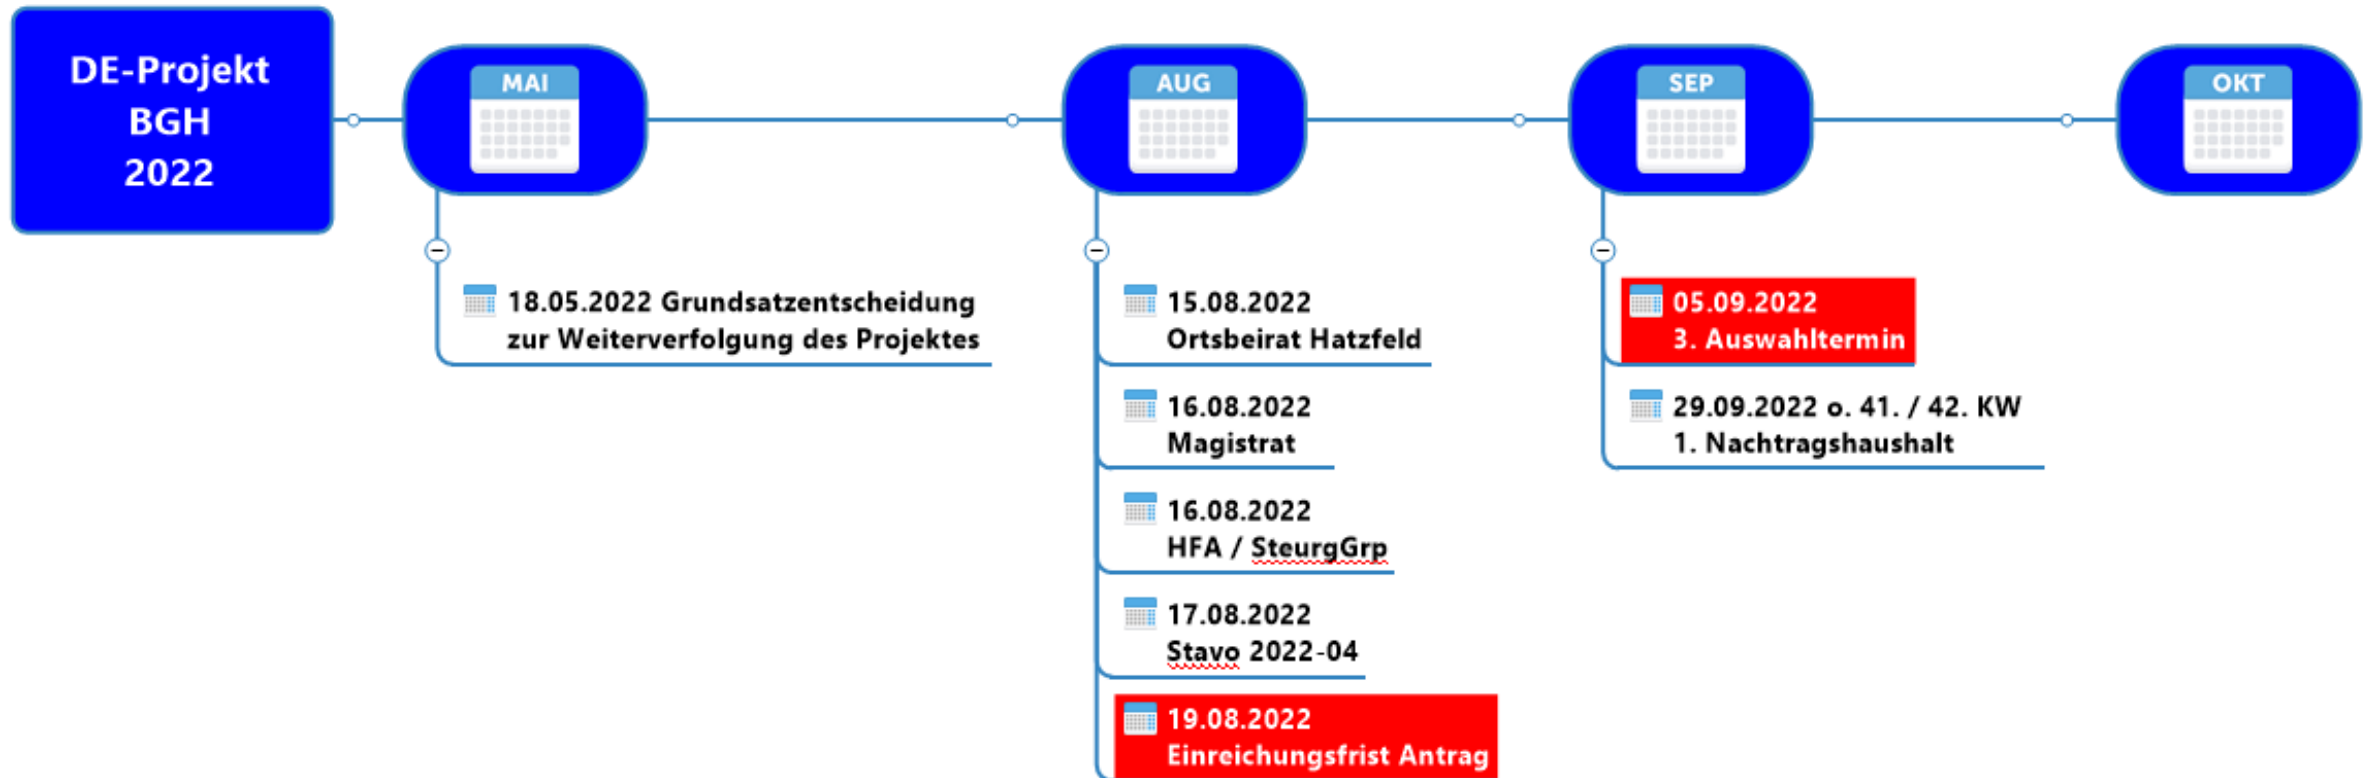 DE-Projekt
BGH
2022
MAI
AUG
SEP
OKT
18.05.2022 Grundsatzentscheidung
zur Weiterverfolgung des Projektes
15.08.2022
Ortsbeirat Hatzfeld
16.08.2022
Magistrat
16.08.2022
HFA / SteurgGrp
17.08.2022
Stavo 2022-04
19.08.2022
Einreichungsfrist Antrag
05.09.2022
3. Auswahltermin
29.09.2022 o. 41. / 42. KW
1. Nachtragshaushalt